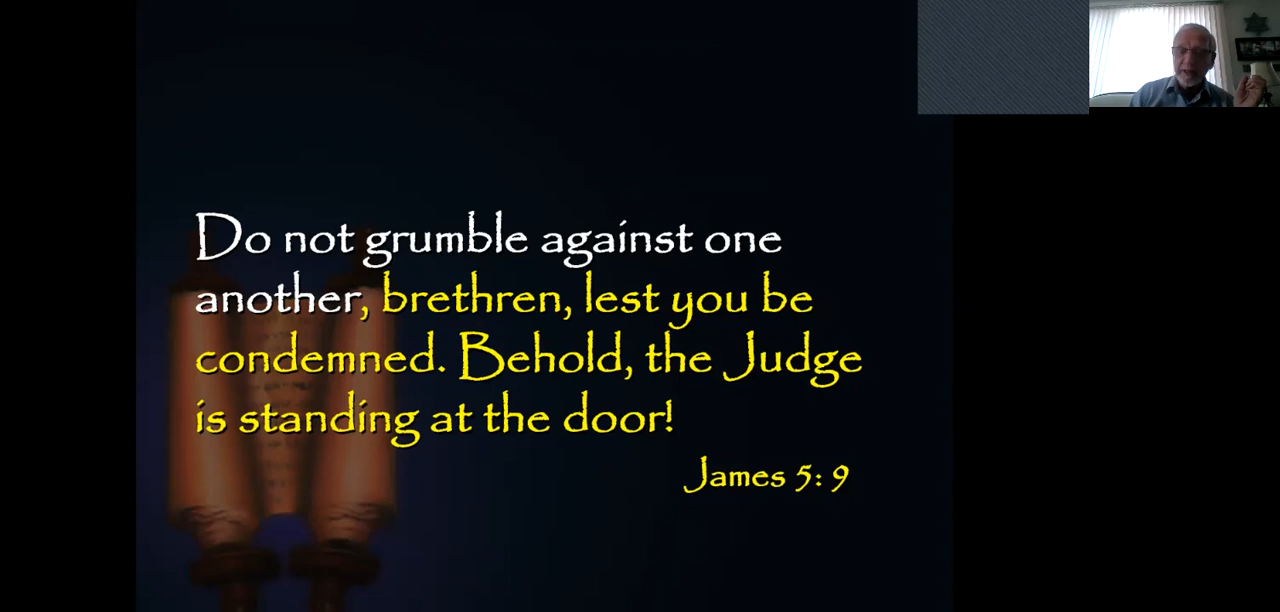 Do not grumble against one
another, brethren, lest you be
condemned. Behold, the Judge
is standing at the door!
James 5: 9